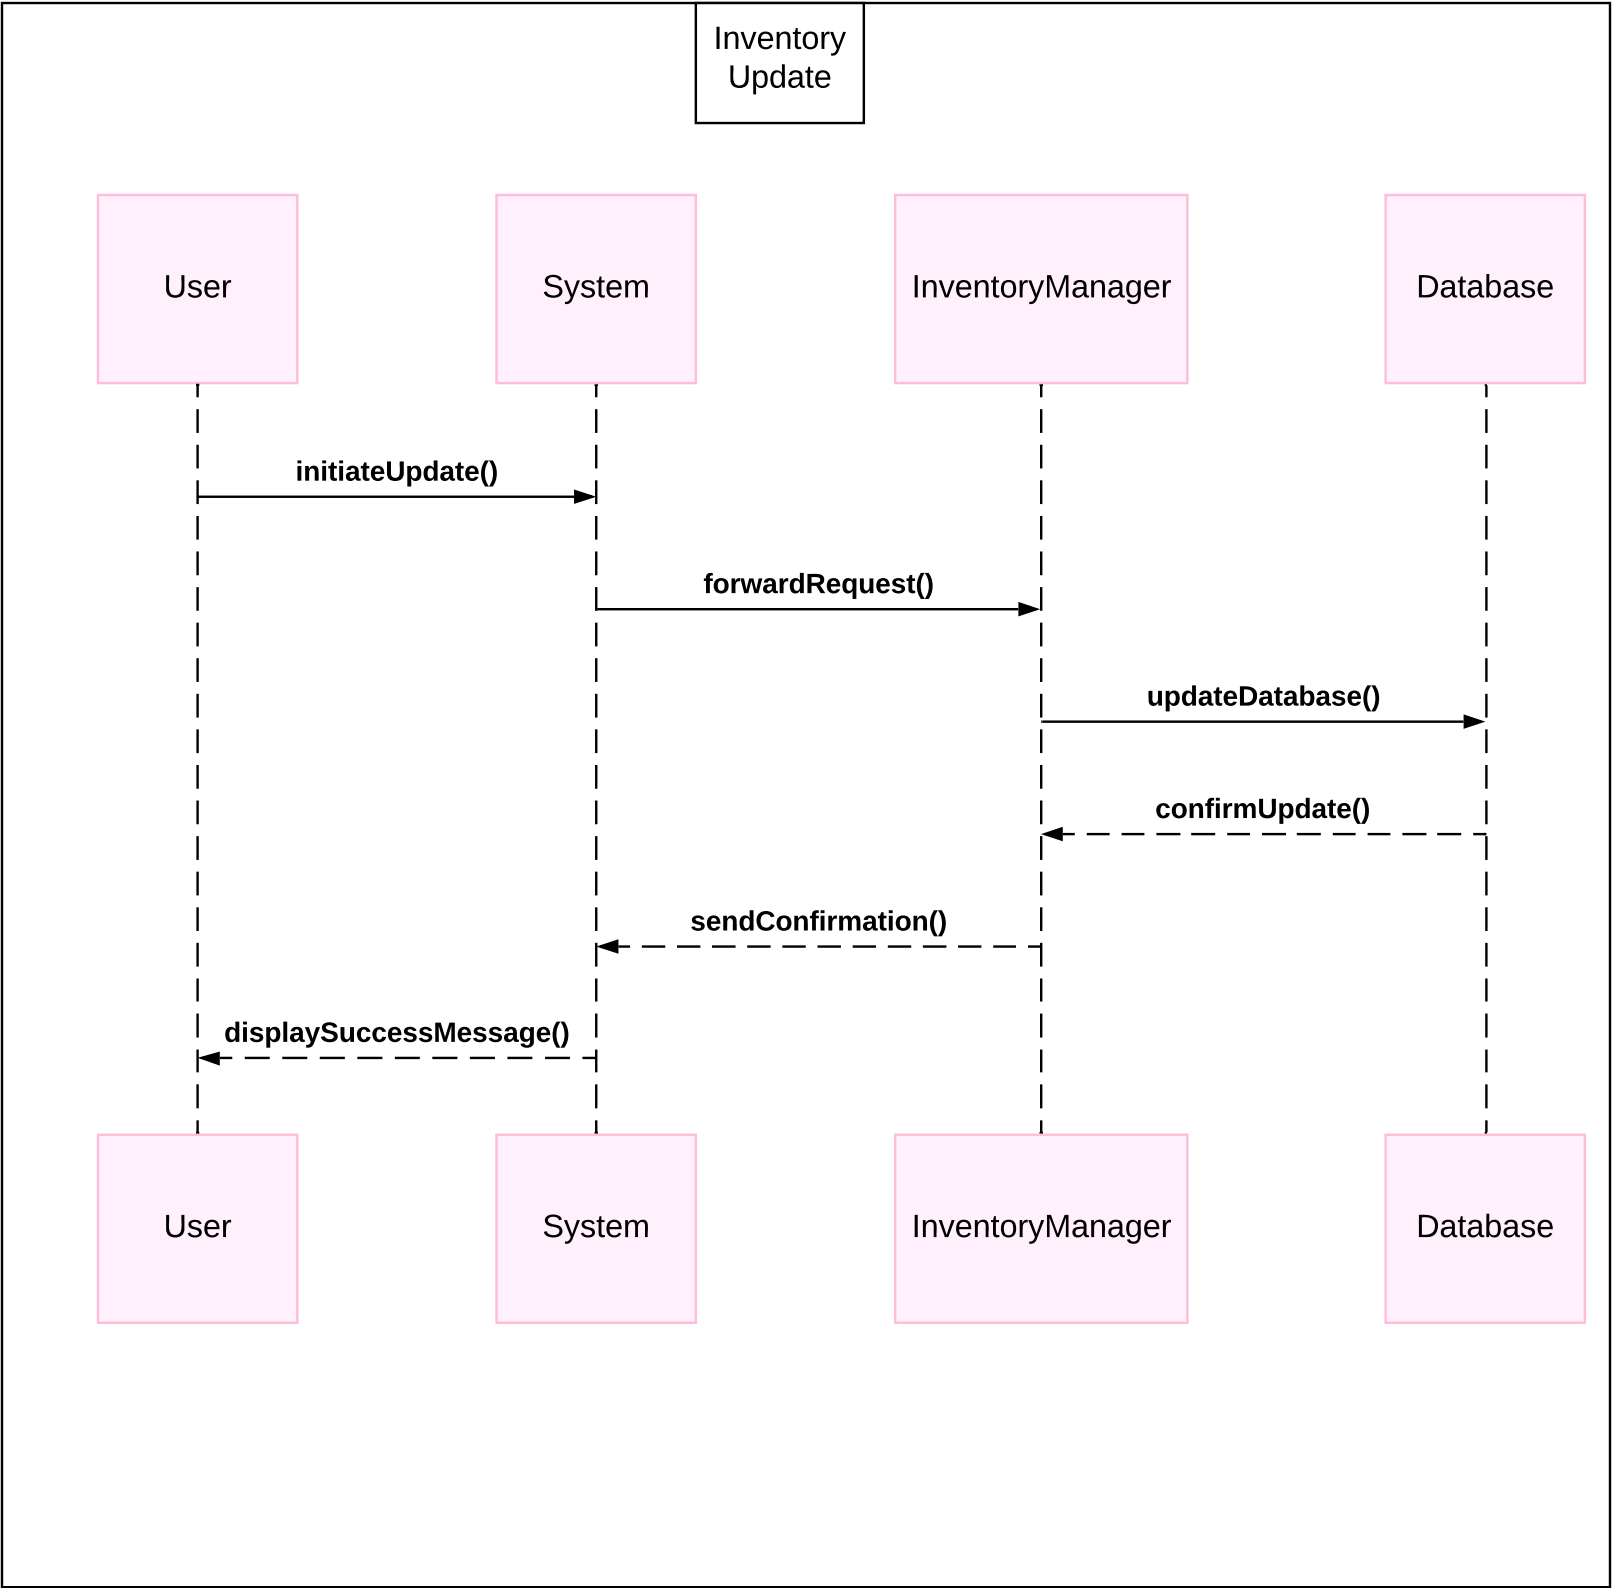 Inventory
Update
User
System
InventoryManager
Database
initiateUpdate()
forwardRequest()
updateDatabase()
confirmUpdate()
sendConfirmation()
displaySuccessMessage()
User
System
InventoryManager
Database